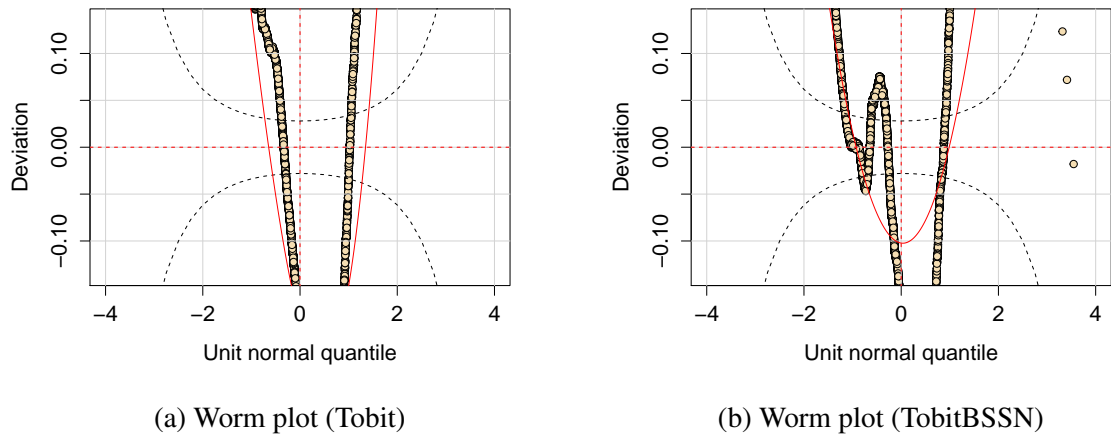 0.10
0.00
−0.10
Deviation
−4
−2
0
2
4
Unit normal quantile
(a) Worm plot (Tobit)
0.10
0.00
−0.10
Deviation
−4
−2
0
2
4
Unit normal quantile
(b) Worm plot (TobitBSSN)